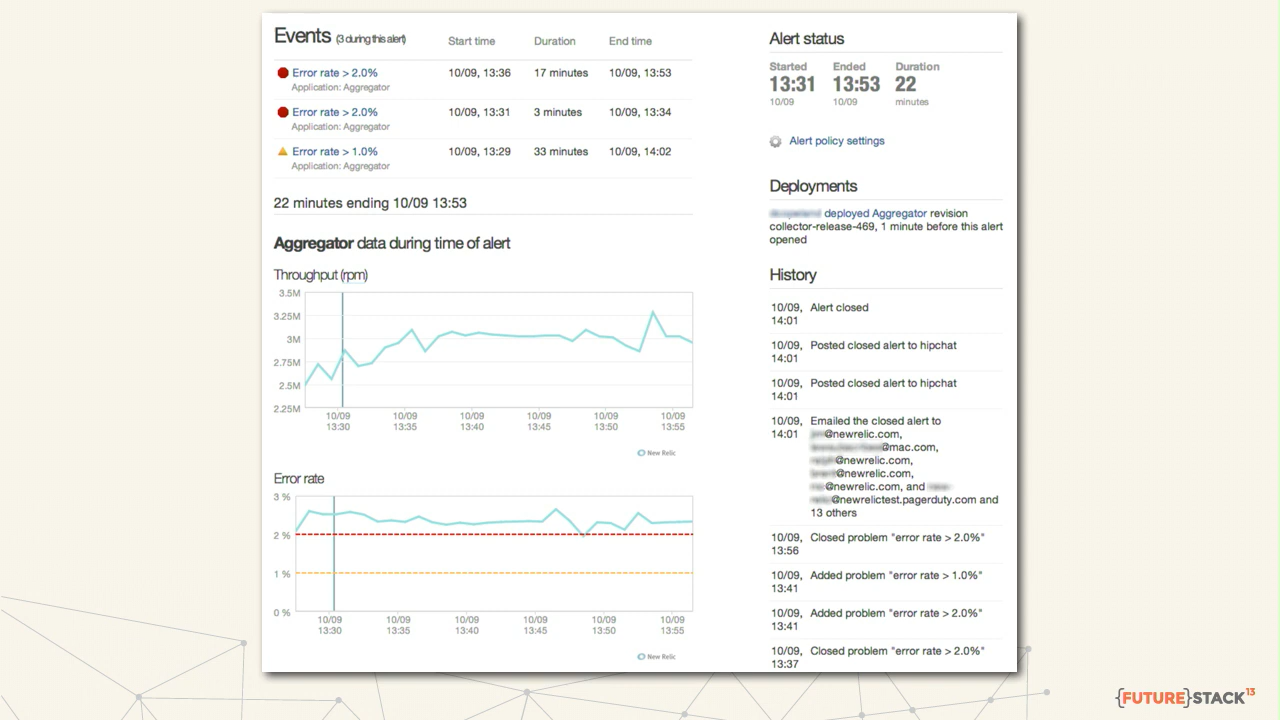 Events (3 during this alert) Start time Duration End time
Error rate > 2.0% 10/09, 13:36 17 minutes 10/09, 13:53
Application: Aggregator
Error rate > 2.0% 10/09, 13:31 3 minutes 10/09, 13:34
Application: Aggregator
Error rate > 1.0% 10/09, 13:29 33 minutes 10/09, 14:02
Application: Aggregator
22 minutes ending 10/09 13:53
Aggregator data during time of alert
Throughput (rpm)
3.5M
3.25M
3M
2.75M
2.5M
2.25M
10/09 10/09 10/09 10/09 10/09 10/09
13:30 13:35 13:40 13:45 13:50 13:55
New Relic
Error rate
3 %
2 %
1 %
0 %
10/09 10/09 10/09 10/09 10/09 10/09
13:30 13:35 13:40 13:45 13:50 13:55
New Relic
Alert status
Started Ended Duration
13:31 13:53 22
10/09 10/09 minutes
Alert policy settings
Deployments
deployed Aggregator revision
collector-release-469, 1 minute before this alert
opened
History
10/09, Alert closed
14:01
10/09, Posted closed alert to hipchat
14:01
10/09, Posted closed alert to hipchat
14:01
10/09, Emailed the closed alert to
14:01 @newrelic.com,
@mac.com,
@newrelic.com,
@newrelic.com,
@newrelic.com, and
@newrelictest.pagerduty.com and
13 others
10/09, Closed problem "error rate > 2.0%"
13:56
10/09, Added problem "error rate > 1.0%"
13:41
10/09, Added problem "error rate > 2.0%"
13:41
10/09, Closed problem "error rate > 2.0%"
13:37
{FUTURE}STACK13